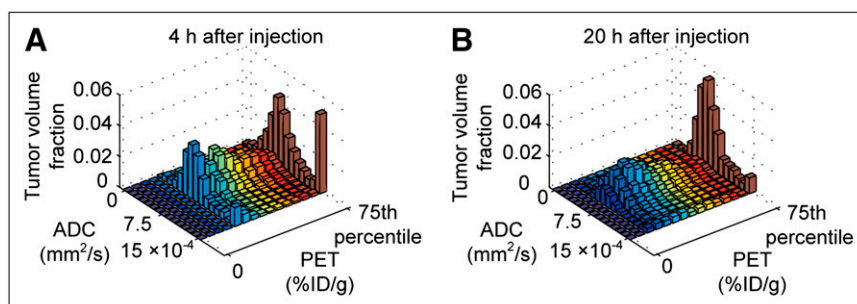 A
4 h after injection
0.06
0.04
0.02
0
Tumor volume
fraction
0
7.5
15 ×10⁻⁴
ADC
(mm²/s)
0
PET
(%ID/g)
75th
percentile
B
20 h after injection
0.06
0.04
0.02
0
Tumor volume
fraction
0
7.5
15 ×10⁻⁴
ADC
(mm²/s)
0
PET
(%ID/g)
75th
percentile